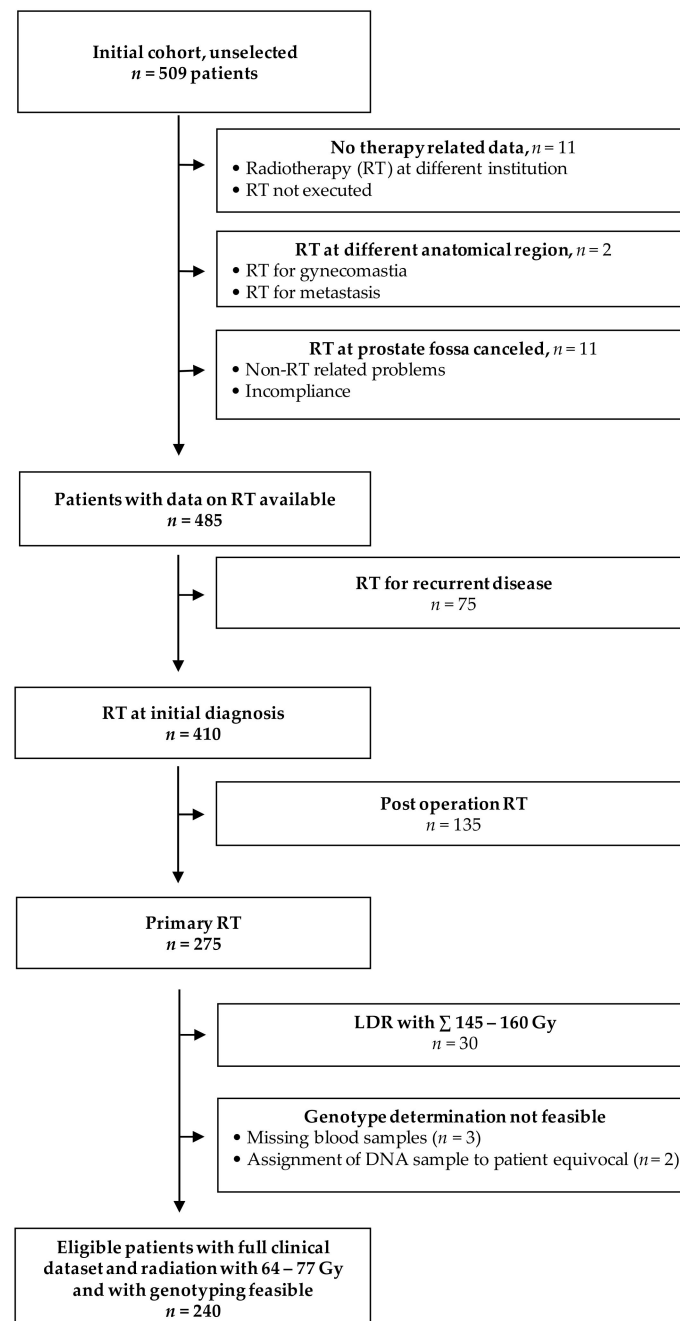 Initial cohort, unselected
n = 509 patients
No therapy related data, n = 11
• Radiotherapy (RT) at different institution
• RT not executed
RT at different anatomical region, n = 2
• RT for gynecomastia
• RT for metastasis
RT at prostate fossa canceled, n = 11
• Non-RT related problems
• Incompliance
Patients with data on RT available
n = 485
RT for recurrent disease
n = 75
RT at initial diagnosis
n = 410
Post operation RT
n = 135
Primary RT
n = 275
LDR with ∑ 145 – 160 Gy
n = 30
Genotype determination not feasible
• Missing blood samples (n = 3)
• Assignment of DNA sample to patient equivocal (n = 2)
Eligible patients with full clinical
dataset and radiation with 64 – 77 Gy
and with genotyping feasible
n = 240